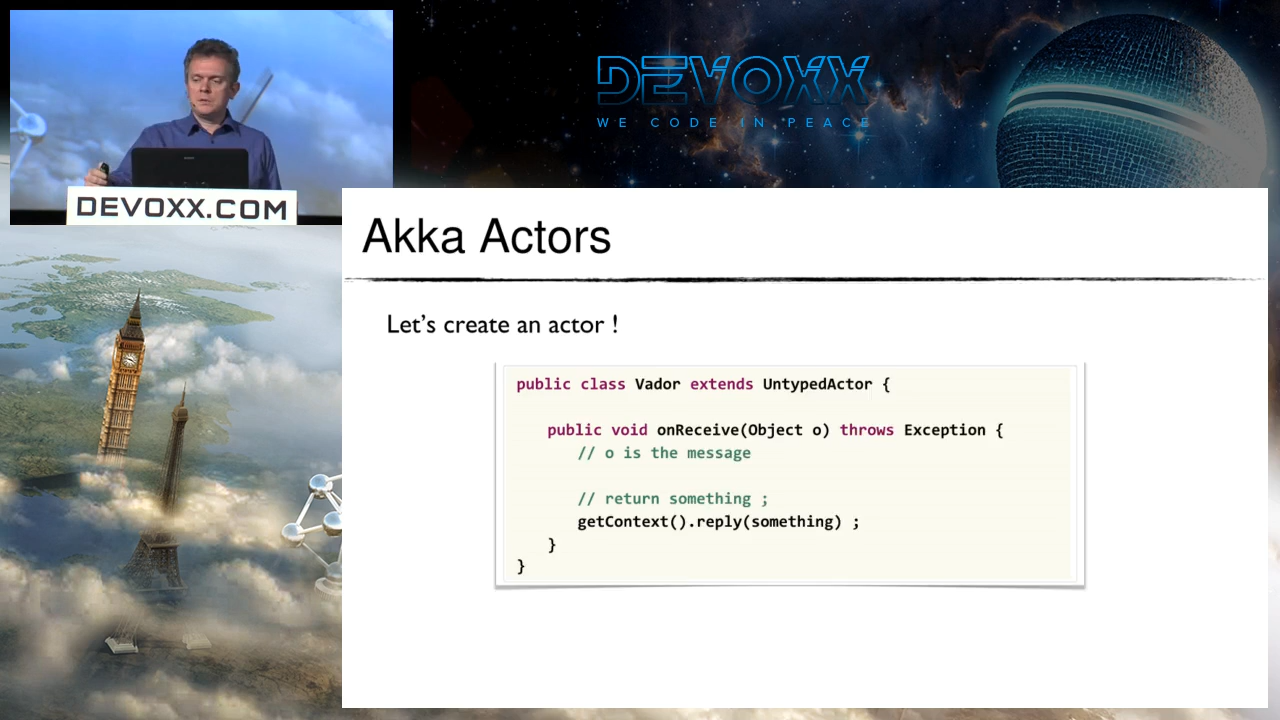 DEVOXX
WE CODE IN PEACE
DEVOXX.COM
Akka Actors
Let's create an actor !
public class Vador extends UntypedActor {
public void onReceive(Object o) throws Exception {
// o is the message
// return something ;
getContext().reply(something) ;
}
}